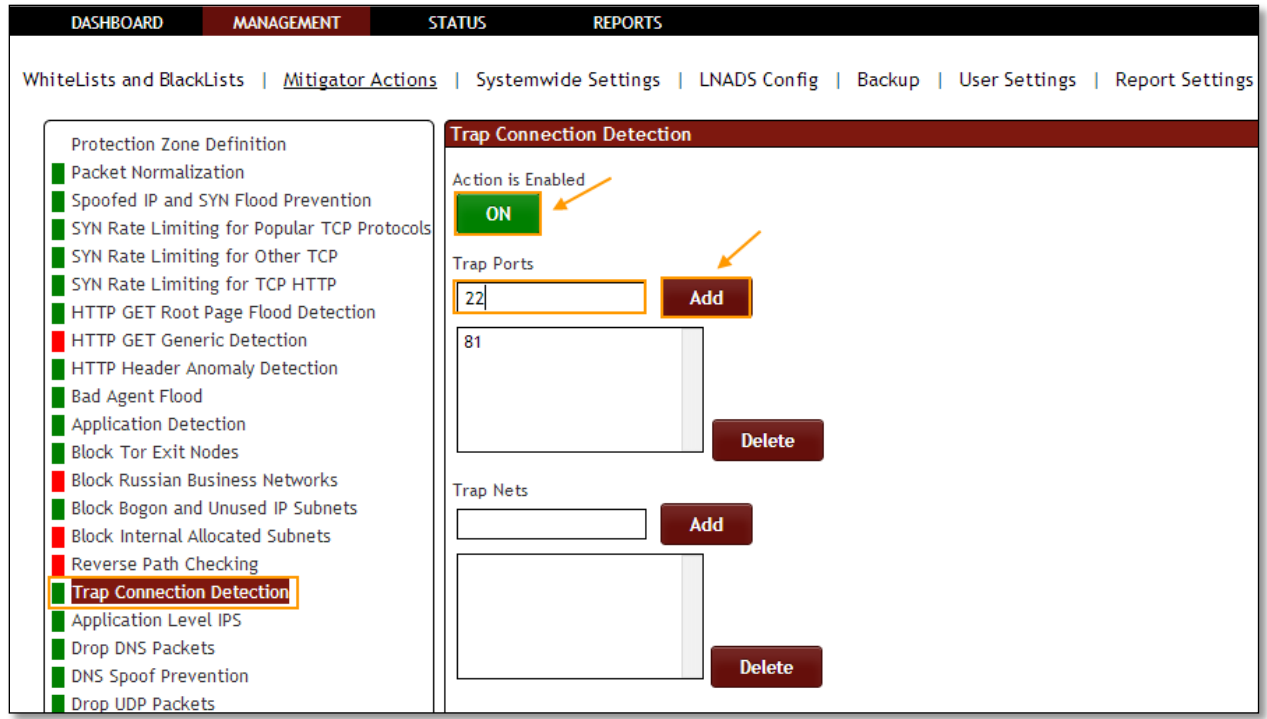 DASHBOARD MANAGEMENT STATUS REPORTS
WhiteLists and BlackLists | Mitigator Actions | Systemwide Settings | LNADS Config | Backup | User Settings | Report Settings
Protection Zone Definition
Packet Normalization
Spoofed IP and SYN Flood Prevention
SYN Rate Limiting for Popular TCP Protocols
SYN Rate Limiting for Other TCP
SYN Rate Limiting for TCP HTTP
HTTP GET Root Page Flood Detection
HTTP GET Generic Detection
HTTP Header Anomaly Detection
Bad Agent Flood
Application Detection
Block Tor Exit Nodes
Block Russian Business Networks
Block Bogon and Unused IP Subnets
Block Internal Allocated Subnets
Reverse Path Checking
Trap Connection Detection
Application Level IPS
Drop DNS Packets
DNS Spoof Prevention
Drop UDP Packets
Trap Connection Detection
Action is Enabled
ON
Trap Ports
22 Add
81
Delete
Trap Nets
Add
Delete